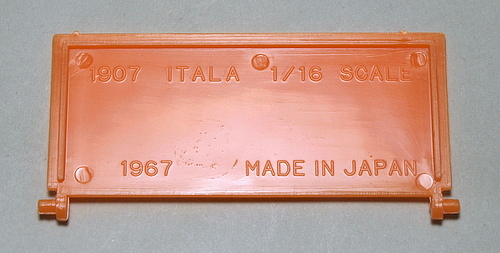 1907 ITALA 1/16 SCALE
1967 MADE IN JAPAN